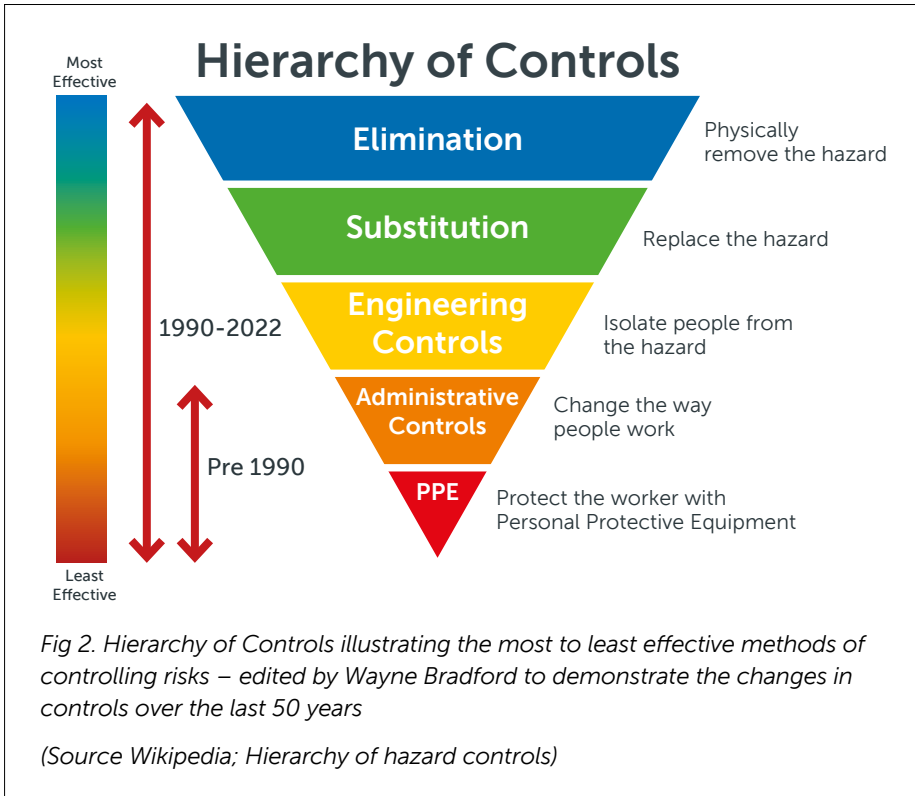 Hierarchy of Controls
Most
Effective
Elimination
Physically
remove the hazard
Substitution
Replace the hazard
1990-2022
Engineering
Controls
Isolate people from
the hazard
Administrative
Controls
Change the way
people work
Pre 1990
PPE
Protect the worker with
Personal Protective Equipment
Least
Effective
Fig 2. Hierarchy of Controls illustrating the most to least effective methods of
controlling risks – edited by Wayne Bradford to demonstrate the changes in
controls over the last 50 years
(Source Wikipedia; Hierarchy of hazard controls)